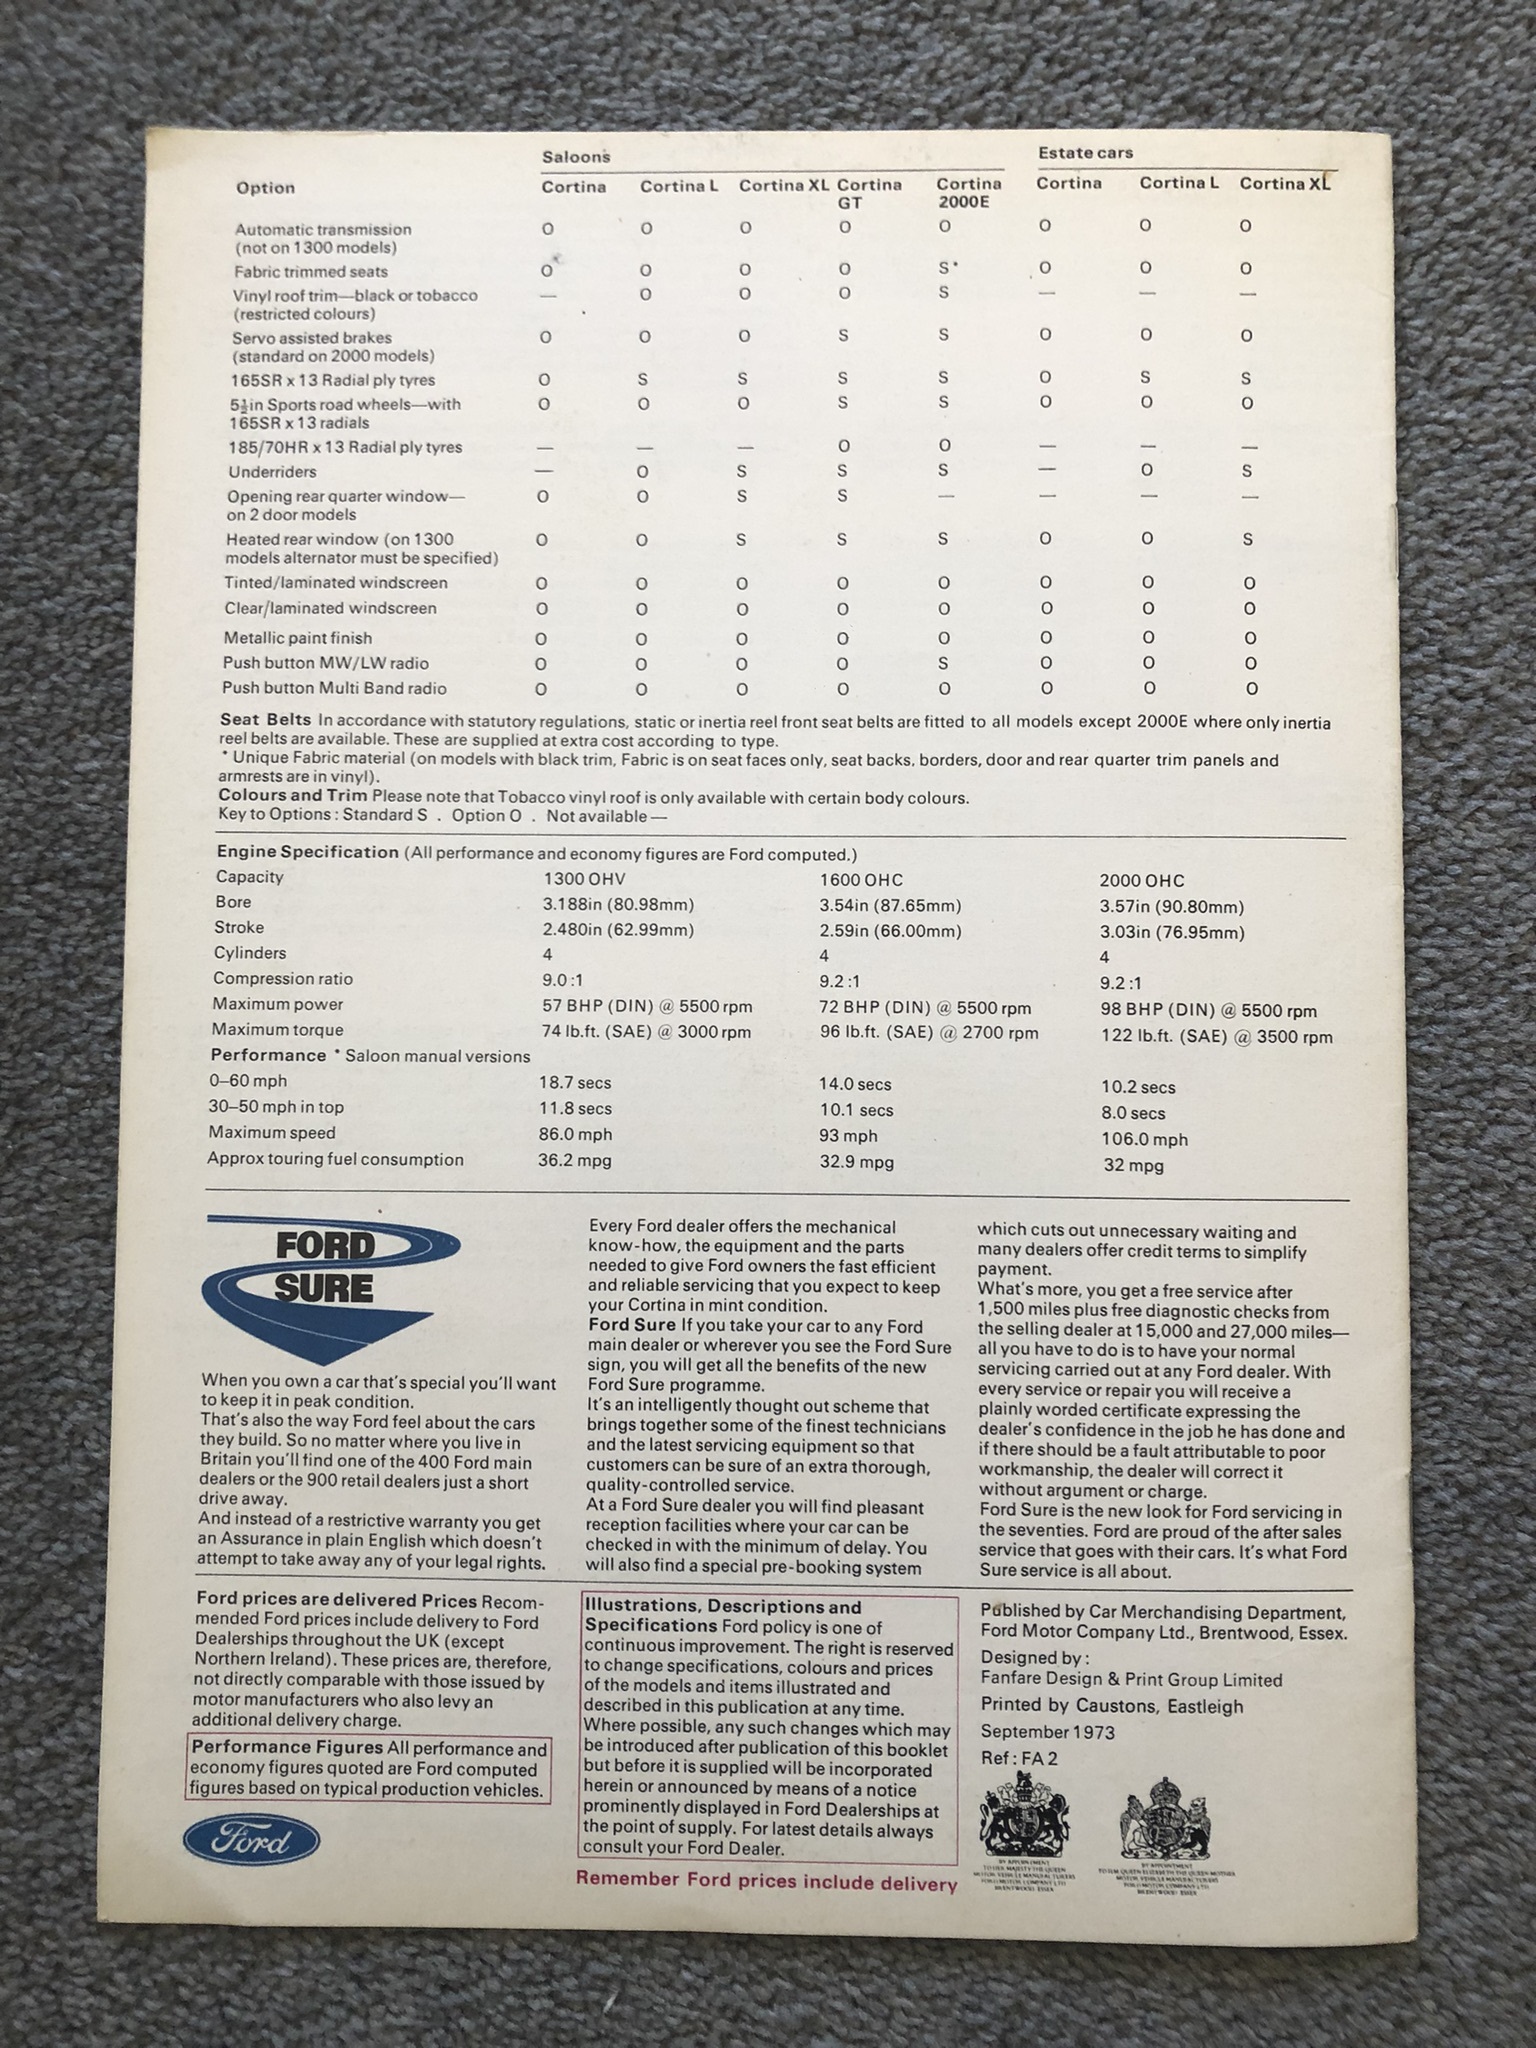 Saloons Estate cars
Option Cortina Cortina L Cortina XL Cortina GT Cortina 2000E Cortina Cortina L Cortina XL
Automatic transmission O O O O O O O O
(not on 1300 models)
Fabric trimmed seats O O O O S* O O O
Vinyl roof trim—black or tobacco — O O O S — — —
(restricted colours)
Servo assisted brakes O O O S S O O O
(standard on 2000 models)
165SR x 13 Radial ply tyres O S S S S O S S
5½in Sports road wheels—with O O O S S O O O
165SR x 13 radials
185/70HR x 13 Radial ply tyres — — — O O — — —
Underriders — O S S S — O S
Opening rear quarter window— O O S S — — — —
on 2 door models
Heated rear window (on 1300 O O S S S O O S
models alternator must be specified)
Tinted/laminated windscreen O O O O O O O O
Clear/laminated windscreen O O O O O O O O
Metallic paint finish O O O O O O O O
Push button MW/LW radio O O O O S O O O
Push button Multi Band radio O O O O O O O O
Seat Belts In accordance with statutory regulations, static or inertia reel front seat belts are fitted to all models except 2000E where only inertia
reel belts are available. These are supplied at extra cost according to type.
* Unique Fabric material (on models with black trim, Fabric is on seat faces only, seat backs, borders, door and rear quarter trim panels and
armrests are in vinyl).
Colours and Trim Please note that Tobacco vinyl roof is only available with certain body colours.
Key to Options : Standard S . Option O . Not available —
Engine Specification (All performance and economy figures are Ford computed.)
Capacity 1300 OHV 1600 OHC 2000 OHC
Bore 3.188in (80.98mm) 3.54in (87.65mm) 3.57in (90.80mm)
Stroke 2.480in (62.99mm) 2.59in (66.00mm) 3.03in (76.95mm)
Cylinders 4 4 4
Compression ratio 9.0 :1 9.2 :1 9.2 :1
Maximum power 57 BHP (DIN) @ 5500 rpm 72 BHP (DIN) @ 5500 rpm 98 BHP (DIN) @ 5500 rpm
Maximum torque 74 lb.ft. (SAE) @ 3000 rpm 96 lb.ft. (SAE) @ 2700 rpm 122 lb.ft. (SAE) @ 3500 rpm
Performance * Saloon manual versions
0–60 mph 18.7 secs 14.0 secs 10.2 secs
30–50 mph in top 11.8 secs 10.1 secs 8.0 secs
Maximum speed 86.0 mph 93 mph 106.0 mph
Approx touring fuel consumption 36.2 mpg 32.9 mpg 32 mpg
FORD
SURE
When you own a car that's special you'll want
to keep it in peak condition.
That's also the way Ford feel about the cars
they build. So no matter where you live in
Britain you'll find one of the 400 Ford main
dealers or the 900 retail dealers just a short
drive away.
And instead of a restrictive warranty you get
an Assurance in plain English which doesn't
attempt to take away any of your legal rights.
Every Ford dealer offers the mechanical
know-how, the equipment and the parts
needed to give Ford owners the fast efficient
and reliable servicing that you expect to keep
your Cortina in mint condition.
Ford Sure If you take your car to any Ford
main dealer or wherever you see the Ford Sure
sign, you will get all the benefits of the new
Ford Sure programme.
It's an intelligently thought out scheme that
brings together some of the finest technicians
and the latest servicing equipment so that
customers can be sure of an extra thorough,
quality-controlled service.
At a Ford Sure dealer you will find pleasant
reception facilities where your car can be
checked in with the minimum of delay. You
will also find a special pre-booking system
which cuts out unnecessary waiting and
many dealers offer credit terms to simplify
payment.
What's more, you get a free service after
1,500 miles plus free diagnostic checks from
the selling dealer at 15,000 and 27,000 miles—
all you have to do is to have your normal
servicing carried out at any Ford dealer. With
every service or repair you will receive a
plainly worded certificate expressing the
dealer's confidence in the job he has done and
if there should be a fault attributable to poor
workmanship, the dealer will correct it
without argument or charge.
Ford Sure is the new look for Ford servicing in
the seventies. Ford are proud of the after sales
service that goes with their cars. It's what Ford
Sure service is all about.
Ford prices are delivered Prices Recom-
mended Ford prices include delivery to Ford
Dealerships throughout the UK (except
Northern Ireland). These prices are, therefore,
not directly comparable with those issued by
motor manufacturers who also levy an
additional delivery charge.
Performance Figures All performance and
economy figures quoted are Ford computed
figures based on typical production vehicles.
Ford
Illustrations, Descriptions and
Specifications Ford policy is one of
continuous improvement. The right is reserved
to change specifications, colours and prices
of the models and items illustrated and
described in this publication at any time.
Where possible, any such changes which may
be introduced after publication of this booklet
but before it is supplied will be incorporated
herein or announced by means of a notice
prominently displayed in Ford Dealerships at
the point of supply. For latest details always
consult your Ford Dealer.
Remember Ford prices include delivery
Published by Car Merchandising Department,
Ford Motor Company Ltd., Brentwood, Essex.
Designed by :
Fanfare Design & Print Group Limited
Printed by Caustons, Eastleigh
September 1973
Ref : FA 2
BY APPOINTMENT
TO HER MAJESTY THE QUEEN
MOTOR VEHICLE MANUFACTURERS
FORD MOTOR COMPANY LTD
BRENTWOOD ESSEX
BY APPOINTMENT
TO H.M. QUEEN ELIZABETH THE QUEEN MOTHER
MOTOR VEHICLE MANUFACTURERS
FORD MOTOR COMPANY LTD
BRENTWOOD ESSEX